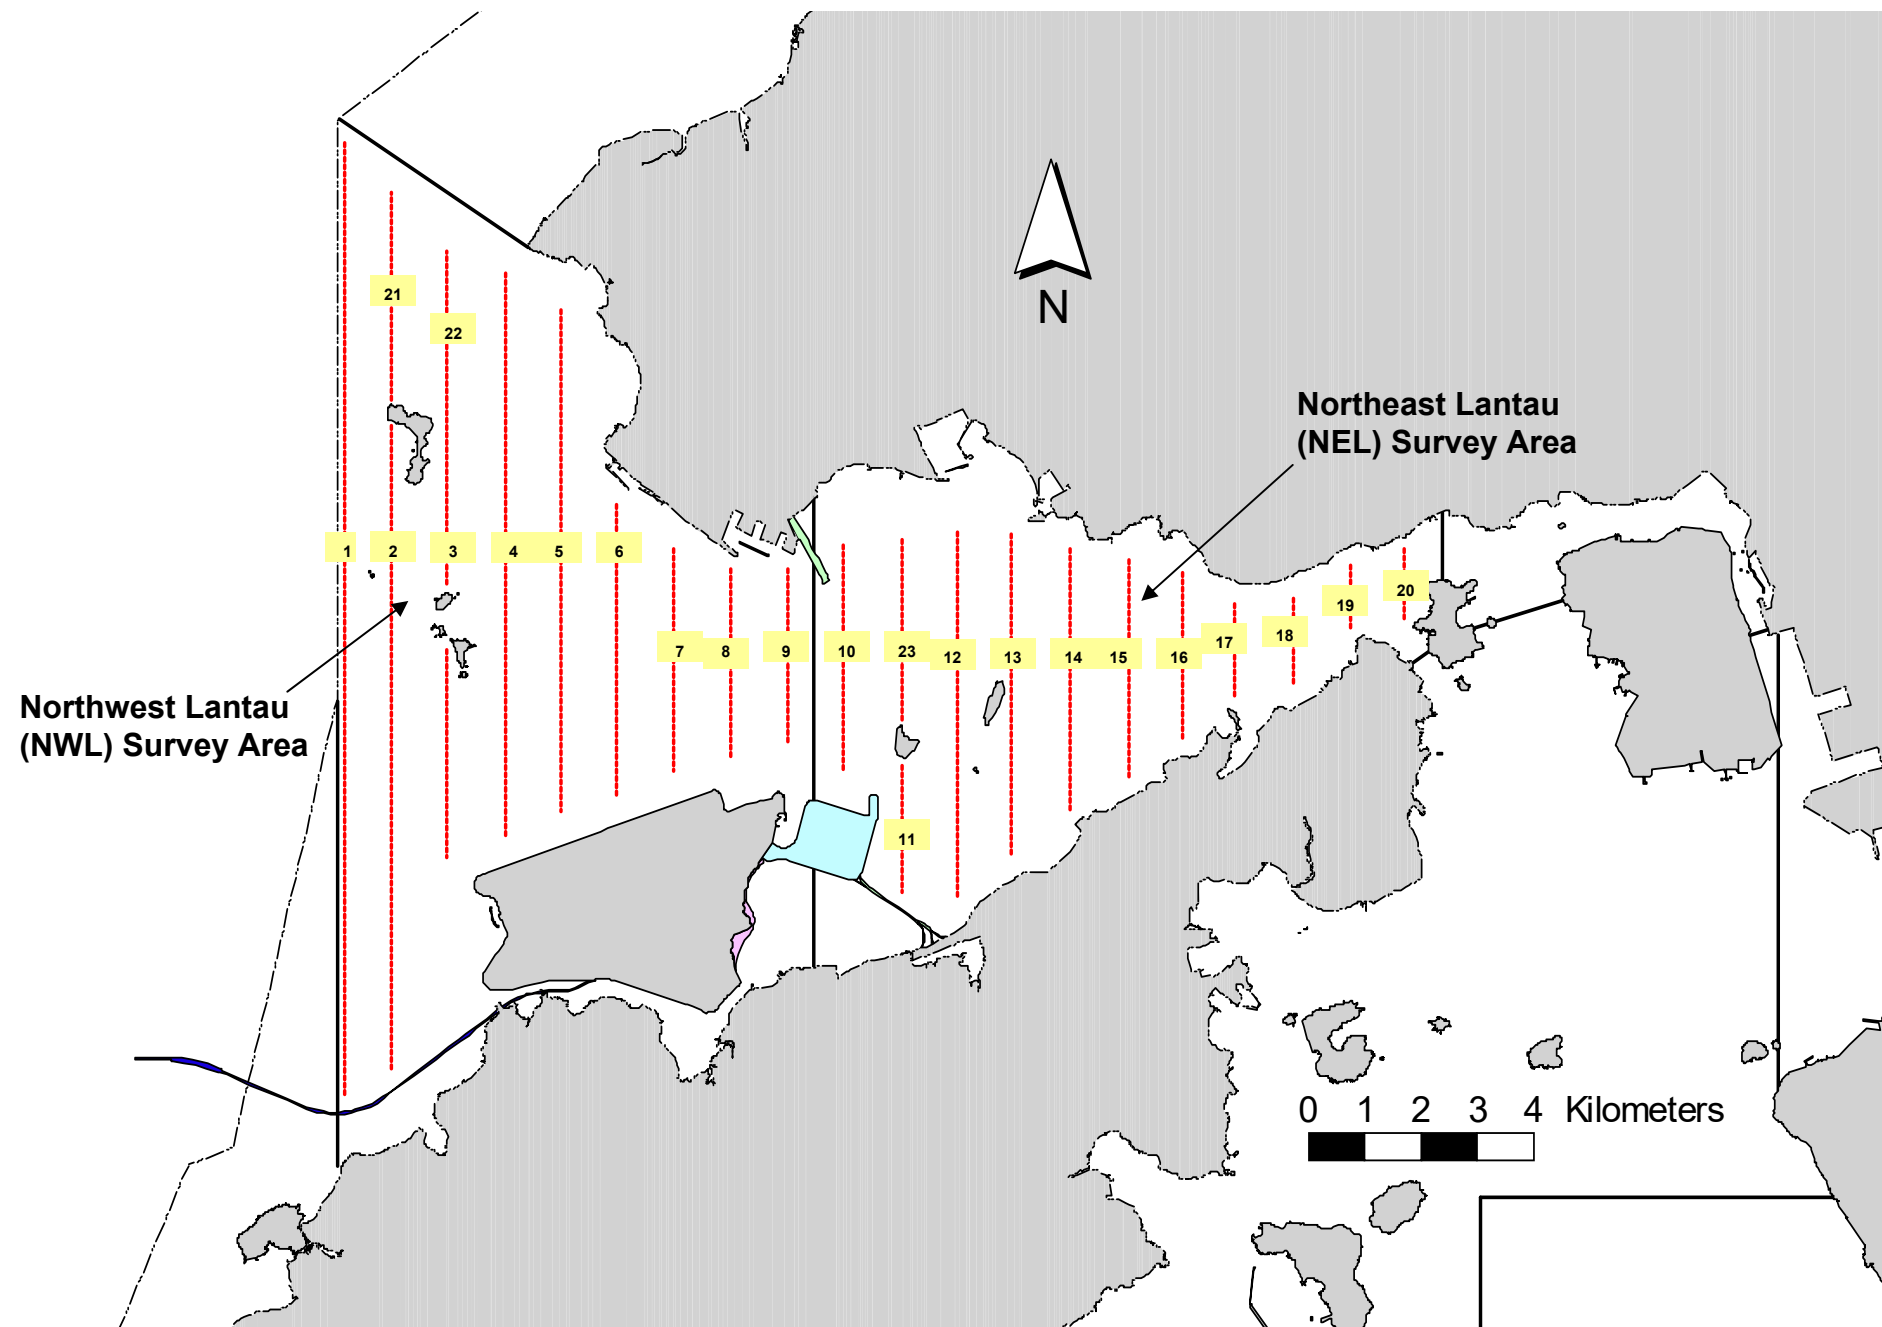 21
22
N
Northeast Lantau
(NEL) Survey Area
1 2 3 4 5 6
20
19
7 8 9 10 23 12 13 14 15 16 17 18
Northwest Lantau
(NWL) Survey Area
11
0 1 2 3 4 Kilometers